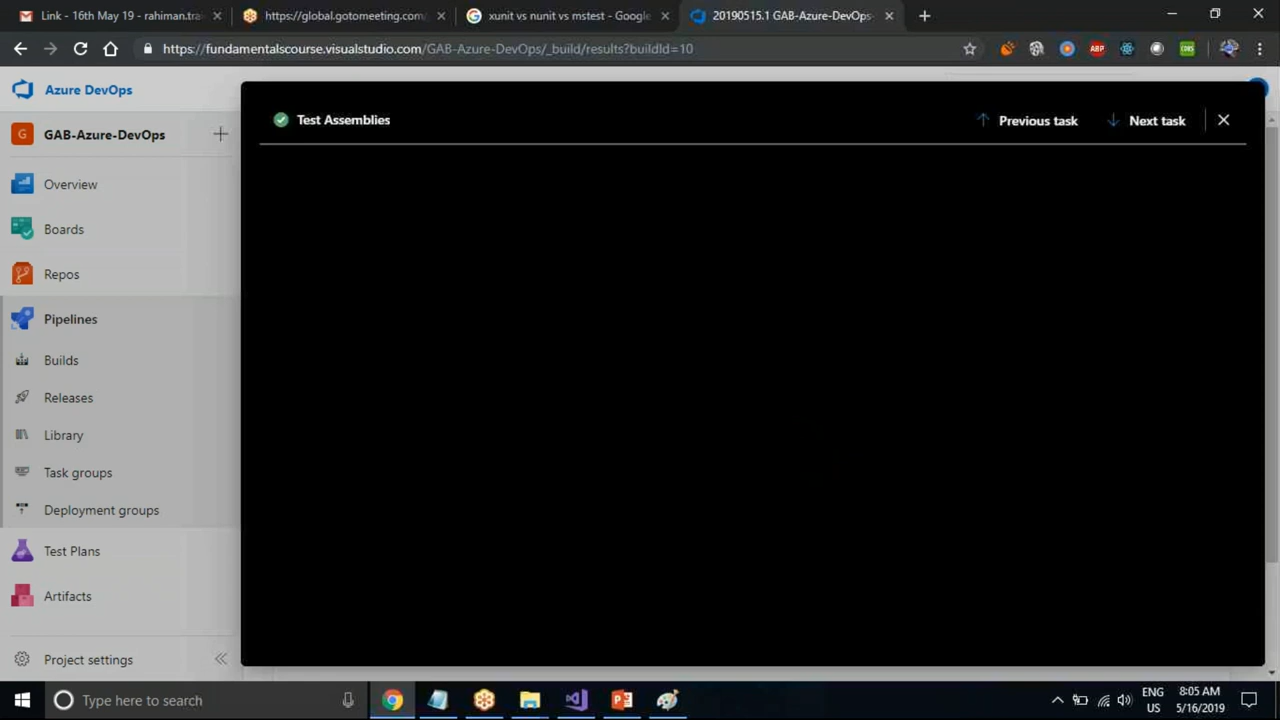 Link - 16th May 19 - rahiman.tra
https://global.gotomeeting.com/
xunit vs nunit vs mstest - Google
20190515.1 GAB-Azure-DevOps-
https://fundamentalscourse.visualstudio.com/GAB-Azure-DevOps/_build/results?buildId=10
ABP
Azure DevOps
G
GAB-Azure-DevOps
Overview
Boards
Repos
Pipelines
Builds
Releases
Library
Task groups
Deployment groups
Test Plans
Artifacts
Project settings
Test Assemblies
Previous task
Next task
Type here to search
ENG
US
8:05 AM
5/16/2019